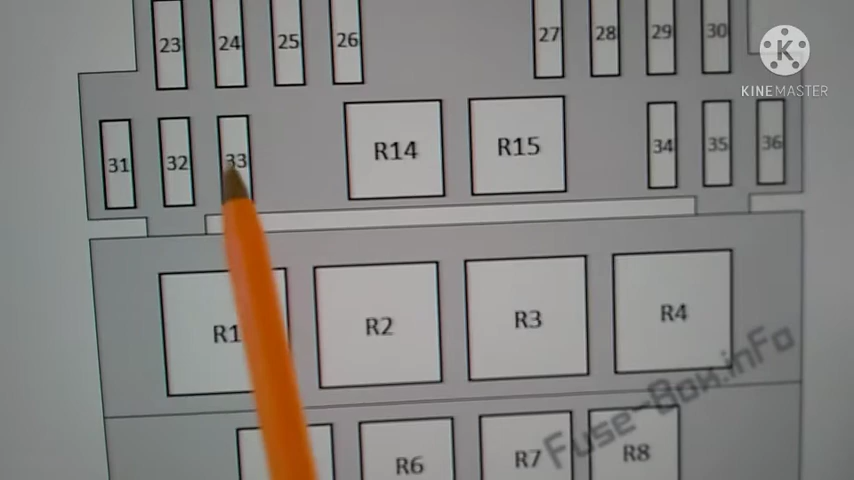 23 24 25 26 27 28 29 30
K
KINEMASTER
31 32 33 R14 R15 34 35 36
R1 R2 R3 R4
R6 R7 R8
Fuse-Box.inFo